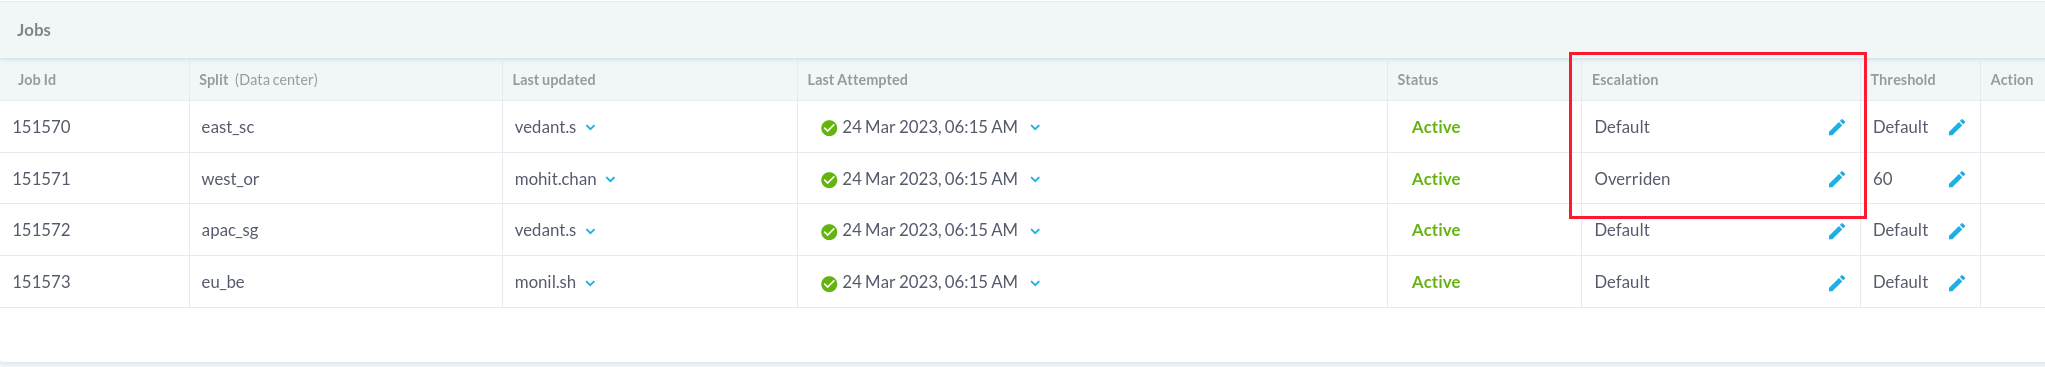 Jobs
Job Id Split (Data center) Last updated Last Attempted Status Escalation Threshold Action
151570 east_sc vedant.s 24 Mar 2023, 06:15 AM Active Default Default
151571 west_or mohit.chan 24 Mar 2023, 06:15 AM Active Overriden 60
151572 apac_sg vedant.s 24 Mar 2023, 06:15 AM Active Default Default
151573 eu_be monil.sh 24 Mar 2023, 06:15 AM Active Default Default